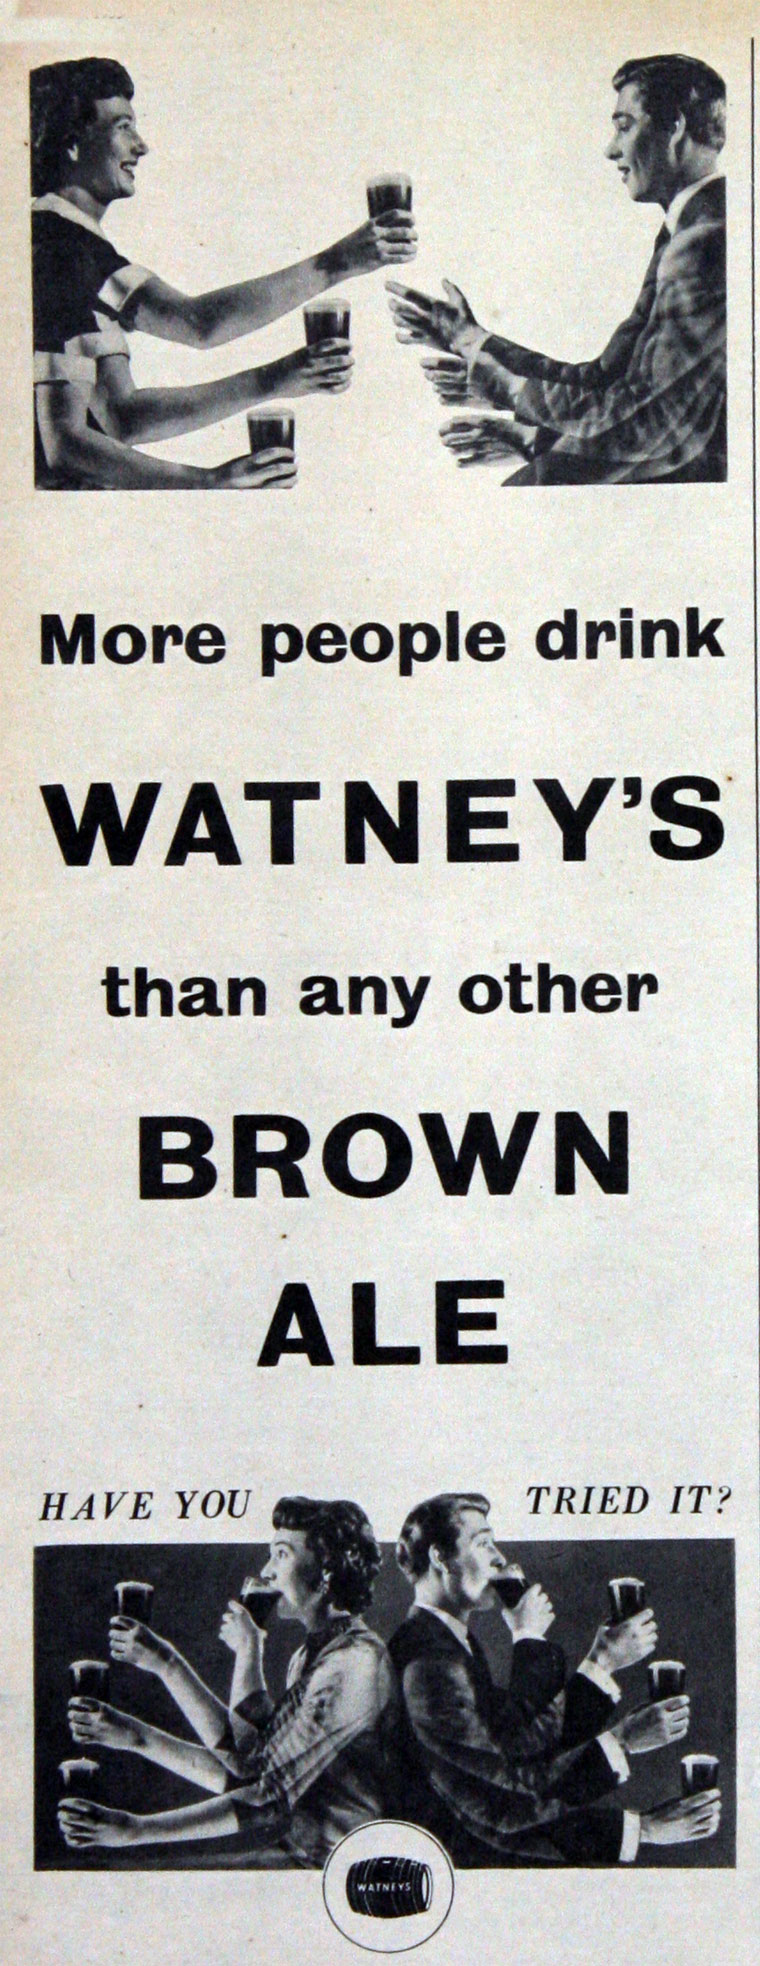 More people drink
WATNEY'S
than any other
BROWN
ALE
HAVE YOU TRIED IT?
WATNEYS